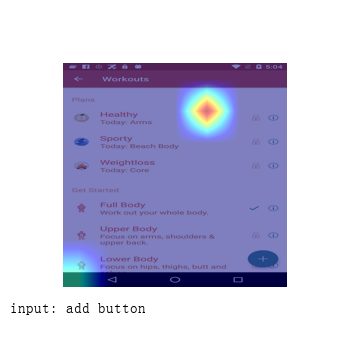 5:04
Workouts
Plans
Healthy
Today: Arms
Sporty
Today: Beach Body
Weightloss
Today: Core
Get Started
Full Body
Work out your whole body.
Upper Body
Focus on arms, shoulders &
upper back.
Lower Body
Focus on hips, thighs, butt and
input: add button